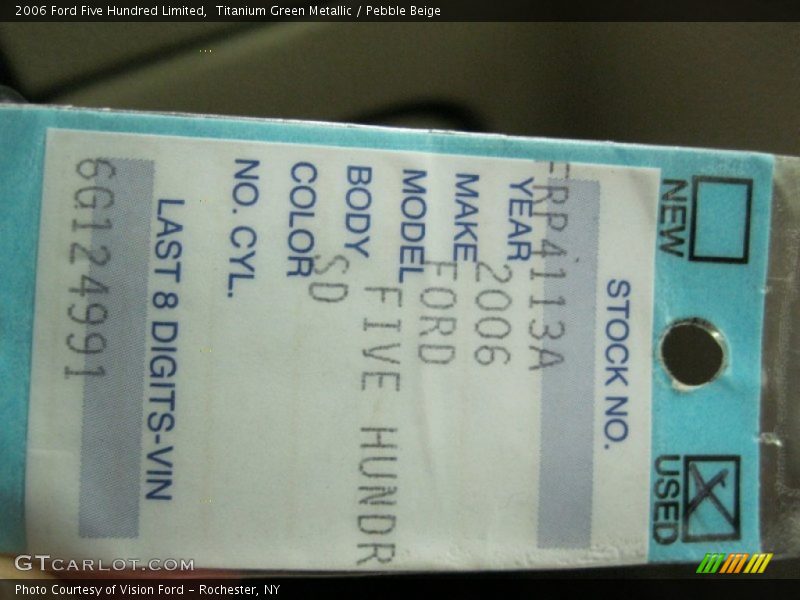 2006 Ford Five Hundred Limited,  Titanium Green Metallic / Pebble Beige
NEW
USED
STOCK NO.
FRP4113A
YEAR 2006
MAKE FORD
MODEL FIVE HUNDR
BODY SD
COLOR
NO. CYL.
LAST 8 DIGITS-VIN
6G124991
GTCARLOT.COM
Photo Courtesy of Vision Ford - Rochester, NY